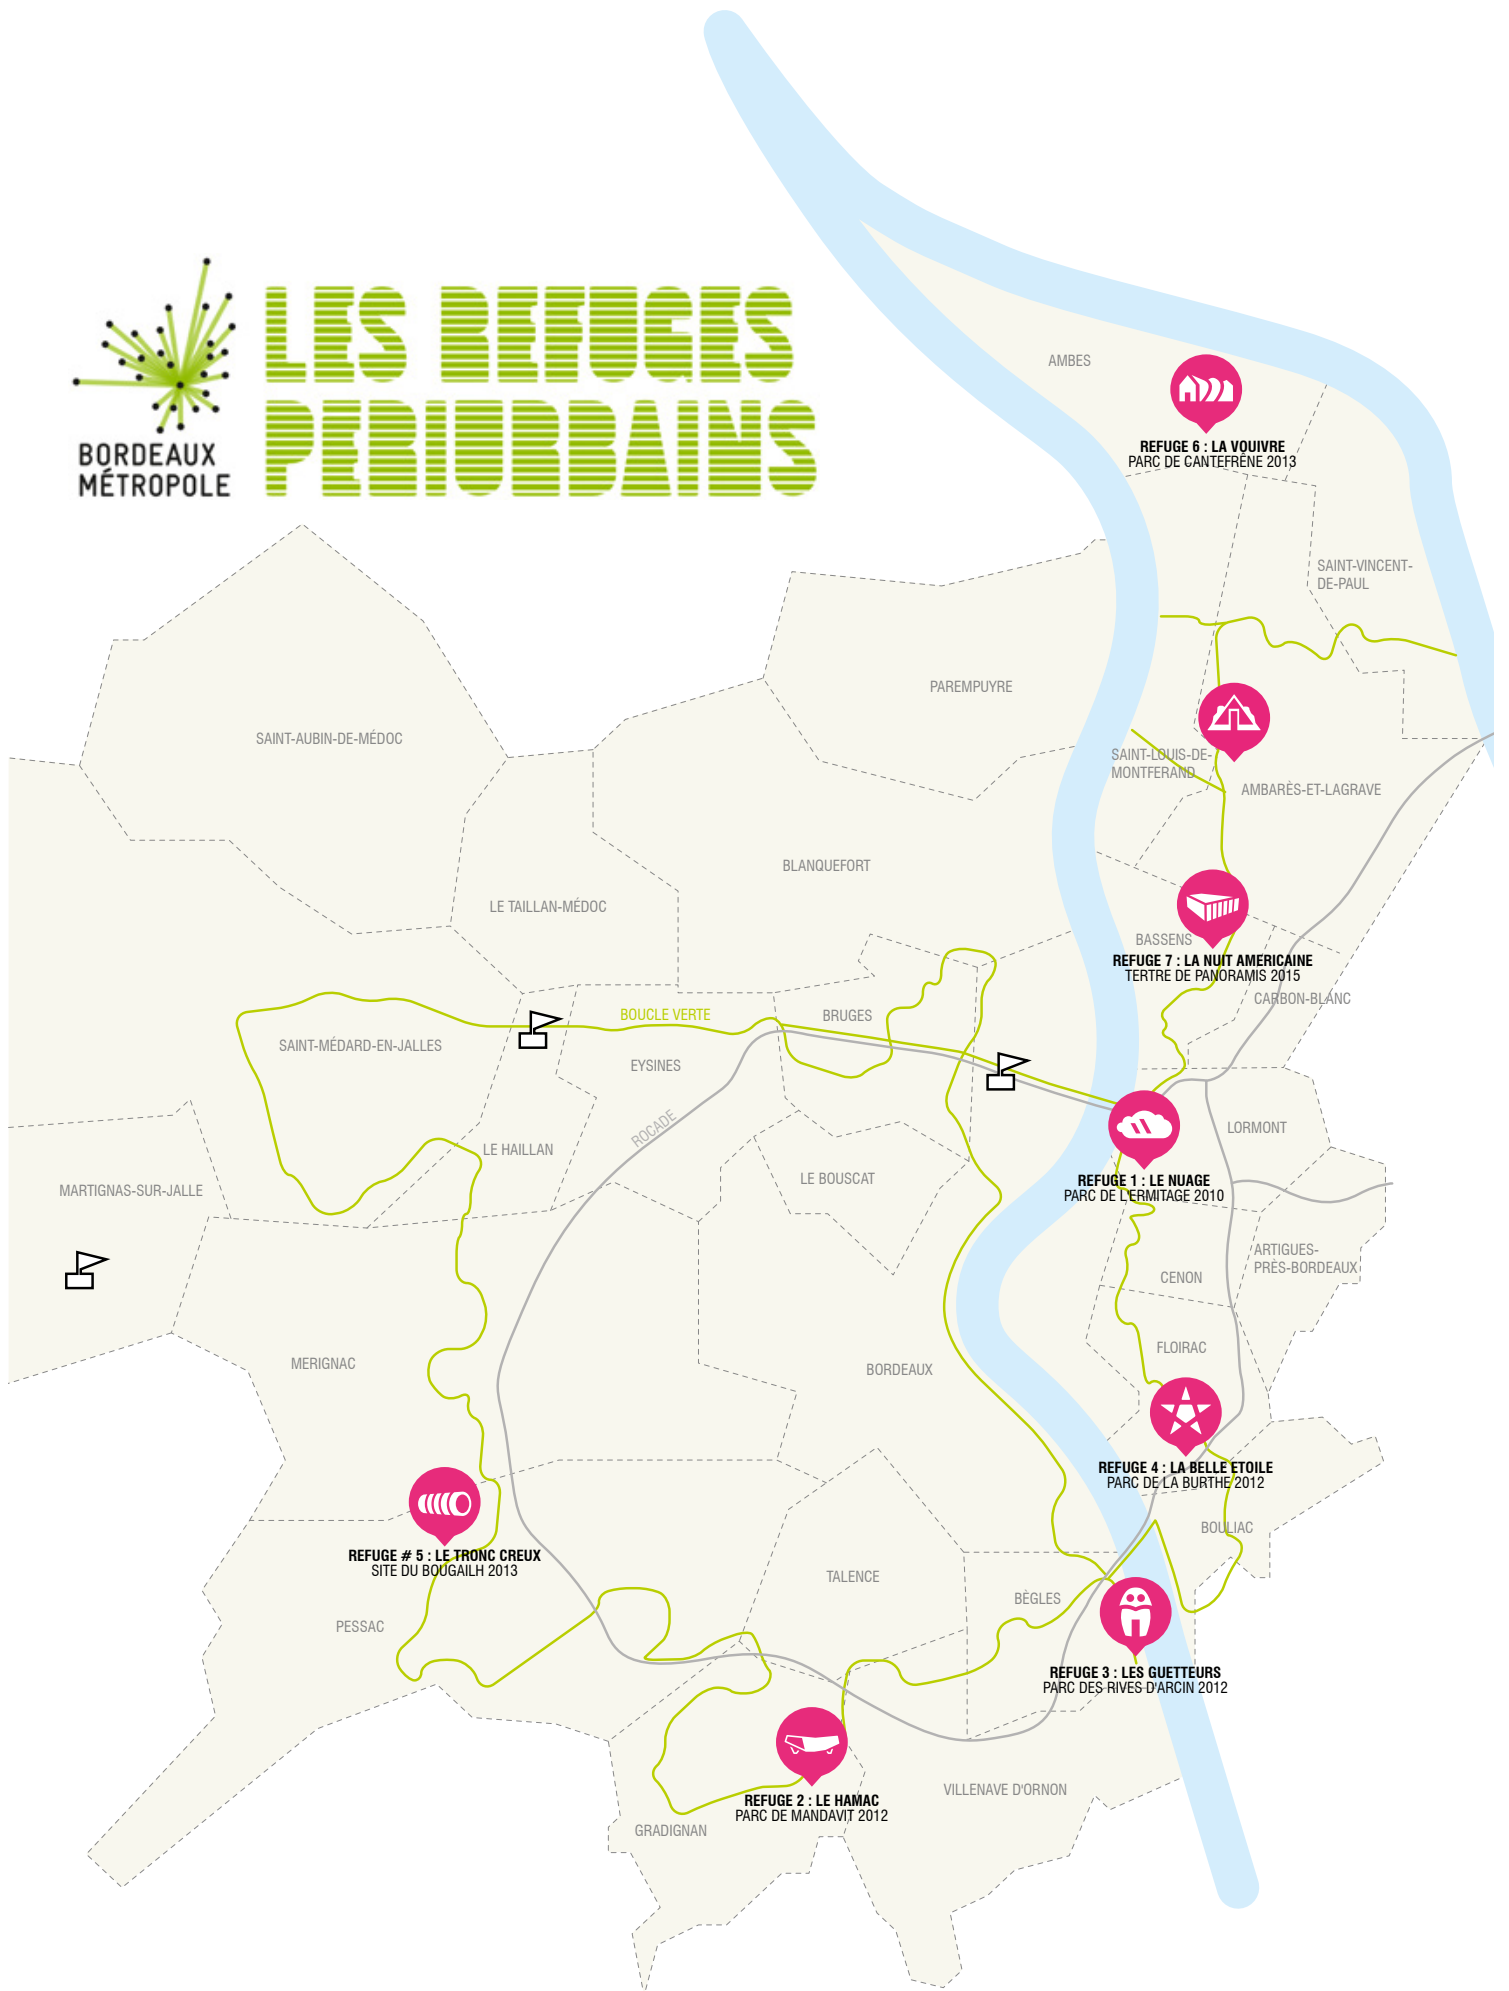 LES REFUGES
PERIURBAINS
BORDEAUX
MÉTROPOLE
AMBES
REFUGE 6 : LA VOUIVRE
PARC DE CANTEFRÊNE 2013
SAINT-VINCENT-
DE-PAUL
PAREMPUYRE
SAINT-AUBIN-DE-MÉDOC
SAINT-LOUIS-DE-
MONTFERAND
AMBARÈS-ET-LAGRAVE
BLANQUEFORT
LE TAILLAN-MÉDOC
BASSENS
REFUGE 7 : LA NUIT AMERICAINE
TERTRE DE PANORAMIS 2015
CARBON-BLANC
BOUCLE VERTE
BRUGES
SAINT-MÉDARD-EN-JALLES
EYSINES
ROCADE
LORMONT
LE HAILLAN
LE BOUSCAT
REFUGE 1 : LE NUAGE
PARC DE L'ERMITAGE 2010
MARTIGNAS-SUR-JALLE
ARTIGUES-
PRÈS-BORDEAUX
CENON
FLOIRAC
MERIGNAC
BORDEAUX
REFUGE 4 : LA BELLE ETOILE
PARC DE LA BURTHE 2012
BOULIAC
REFUGE # 5 : LE TRONC CREUX
SITE DU BOUGAILH 2013
TALENCE
BÈGLES
PESSAC
REFUGE 3 : LES GUETTEURS
PARC DES RIVES D'ARCIN 2012
VILLENAVE D'ORNON
REFUGE 2 : LE HAMAC
PARC DE MANDAVIT 2012
GRADIGNAN